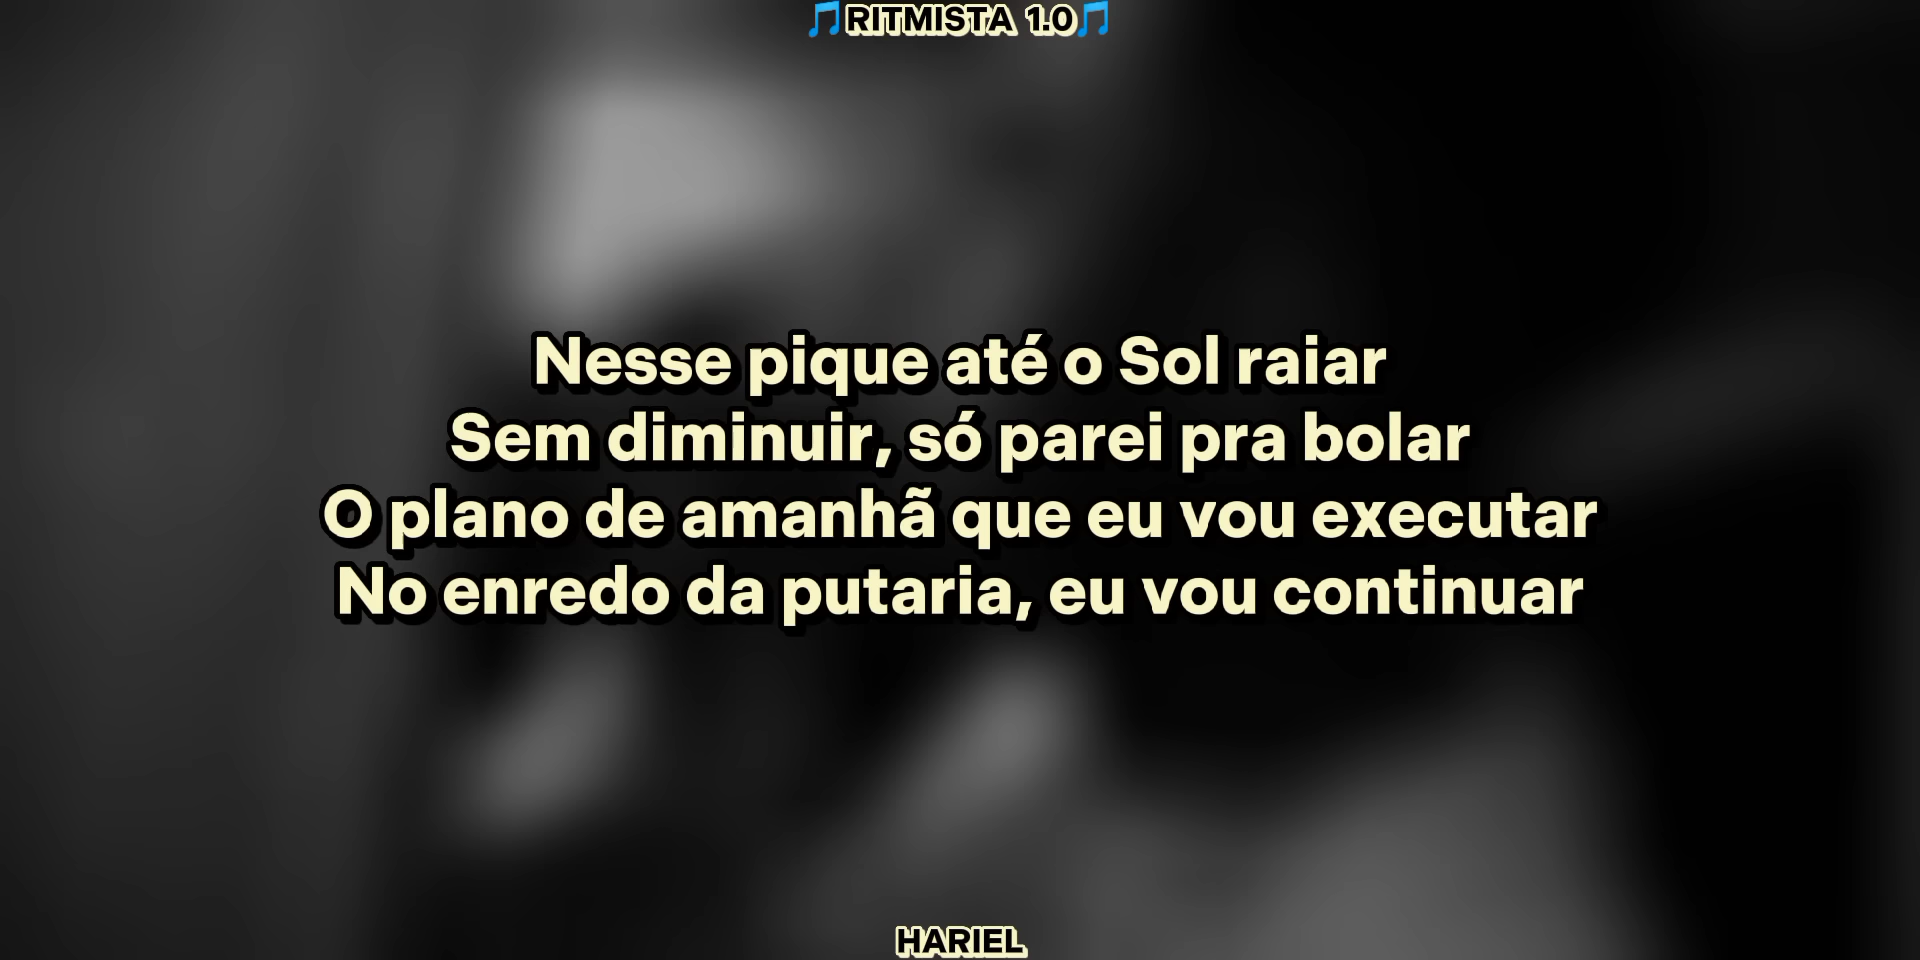 🎵RITMISTA 1.0🎵
Nesse pique até o Sol raiar
Sem diminuir, só parei pra bolar
O plano de amanhã que eu vou executar
No enredo da putaria, eu vou continuar
HARIEL